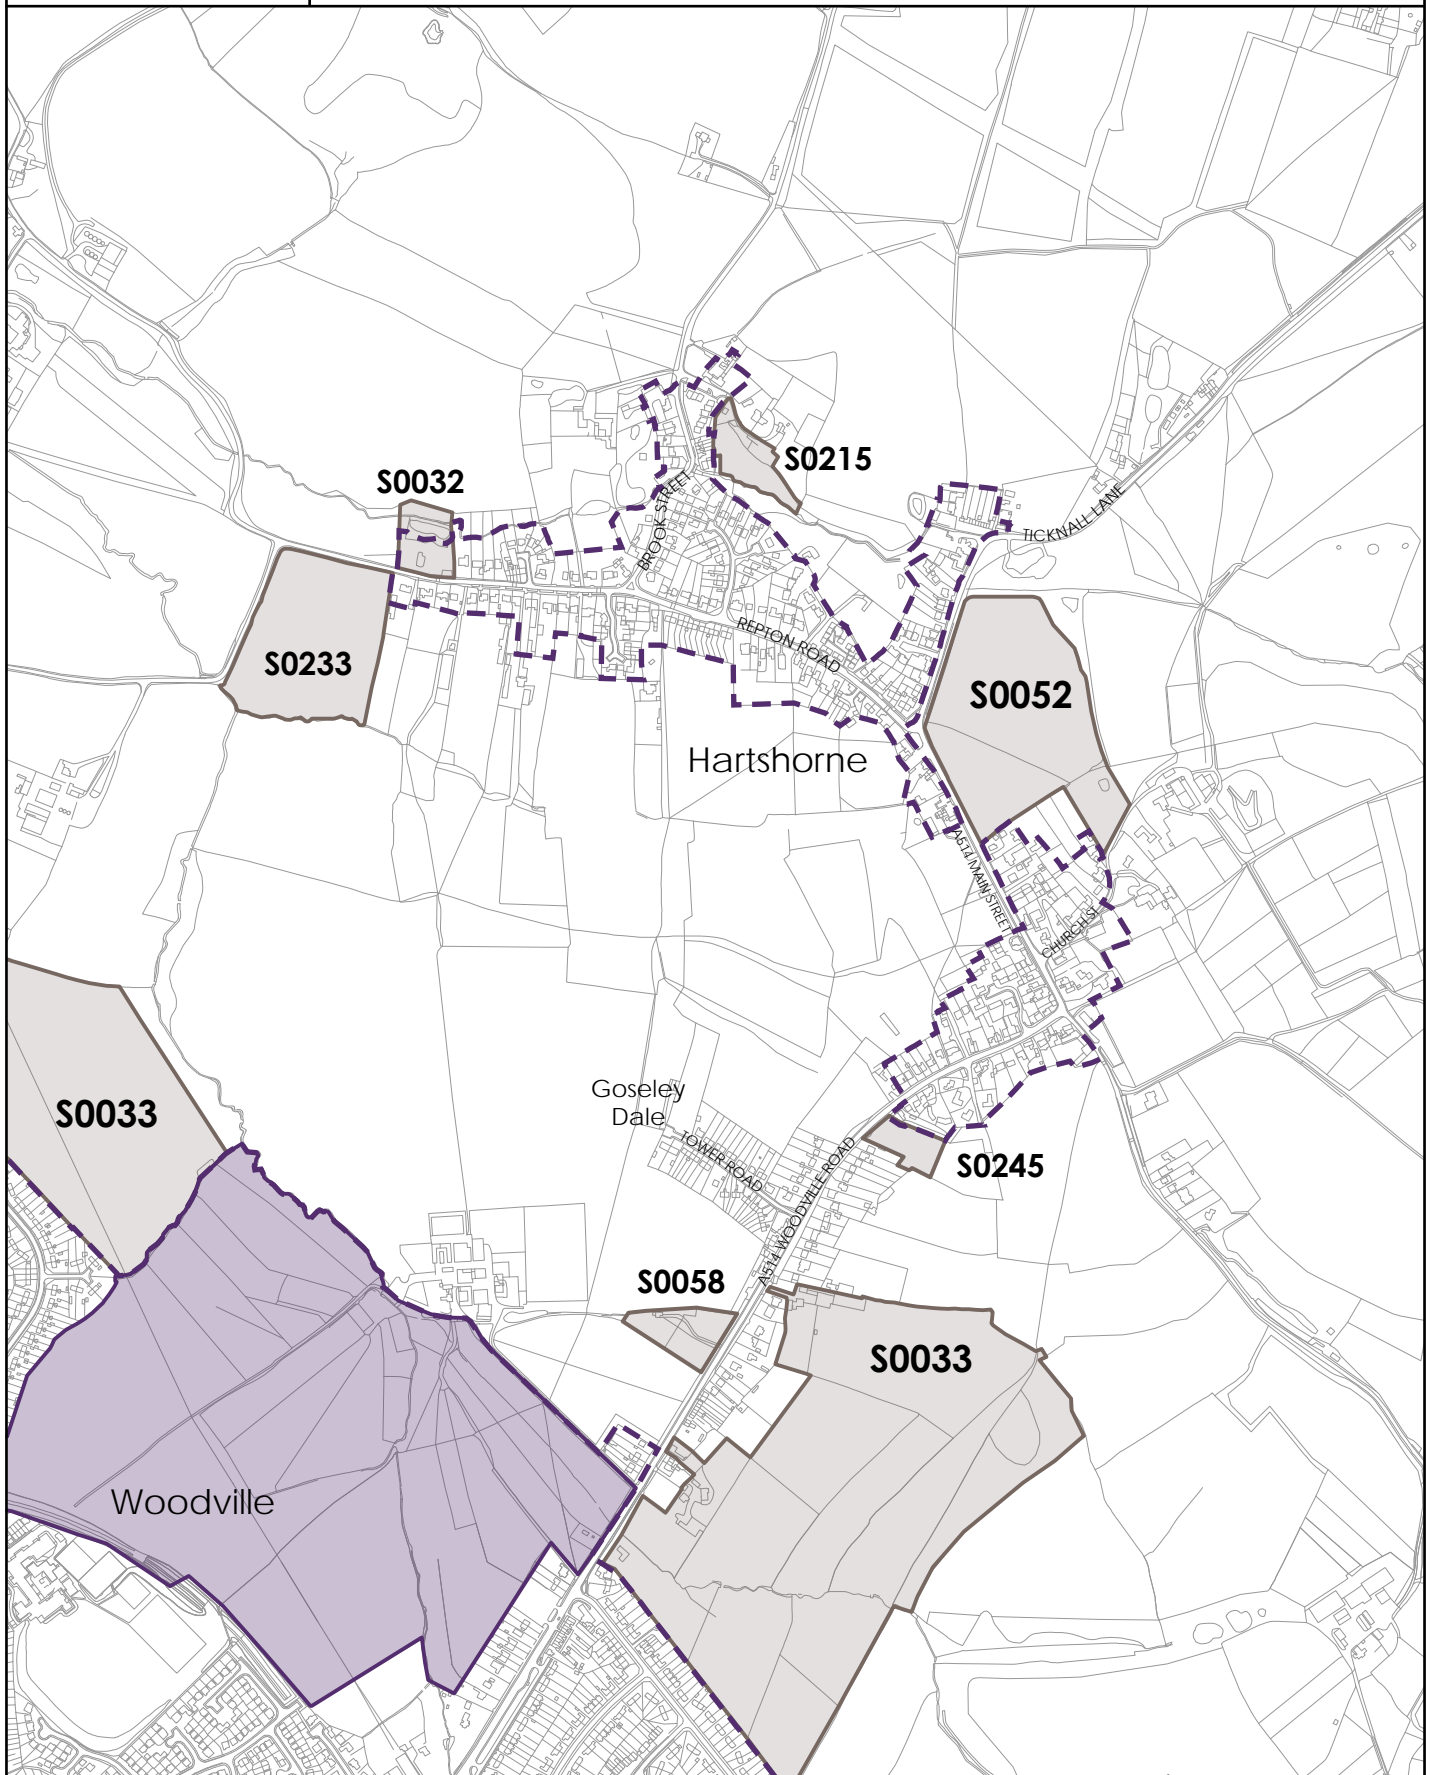 S0215
S0032
BROOK STREET
TICKNALL LANE
REPTON ROAD
S0233
S0052
Hartshorne
A514 MAIN STREET
CHURCH ST
Goseley
Dale
S0033
TOWER ROAD
A514 WOODVILLE ROAD
S0245
S0058
S0033
Woodville